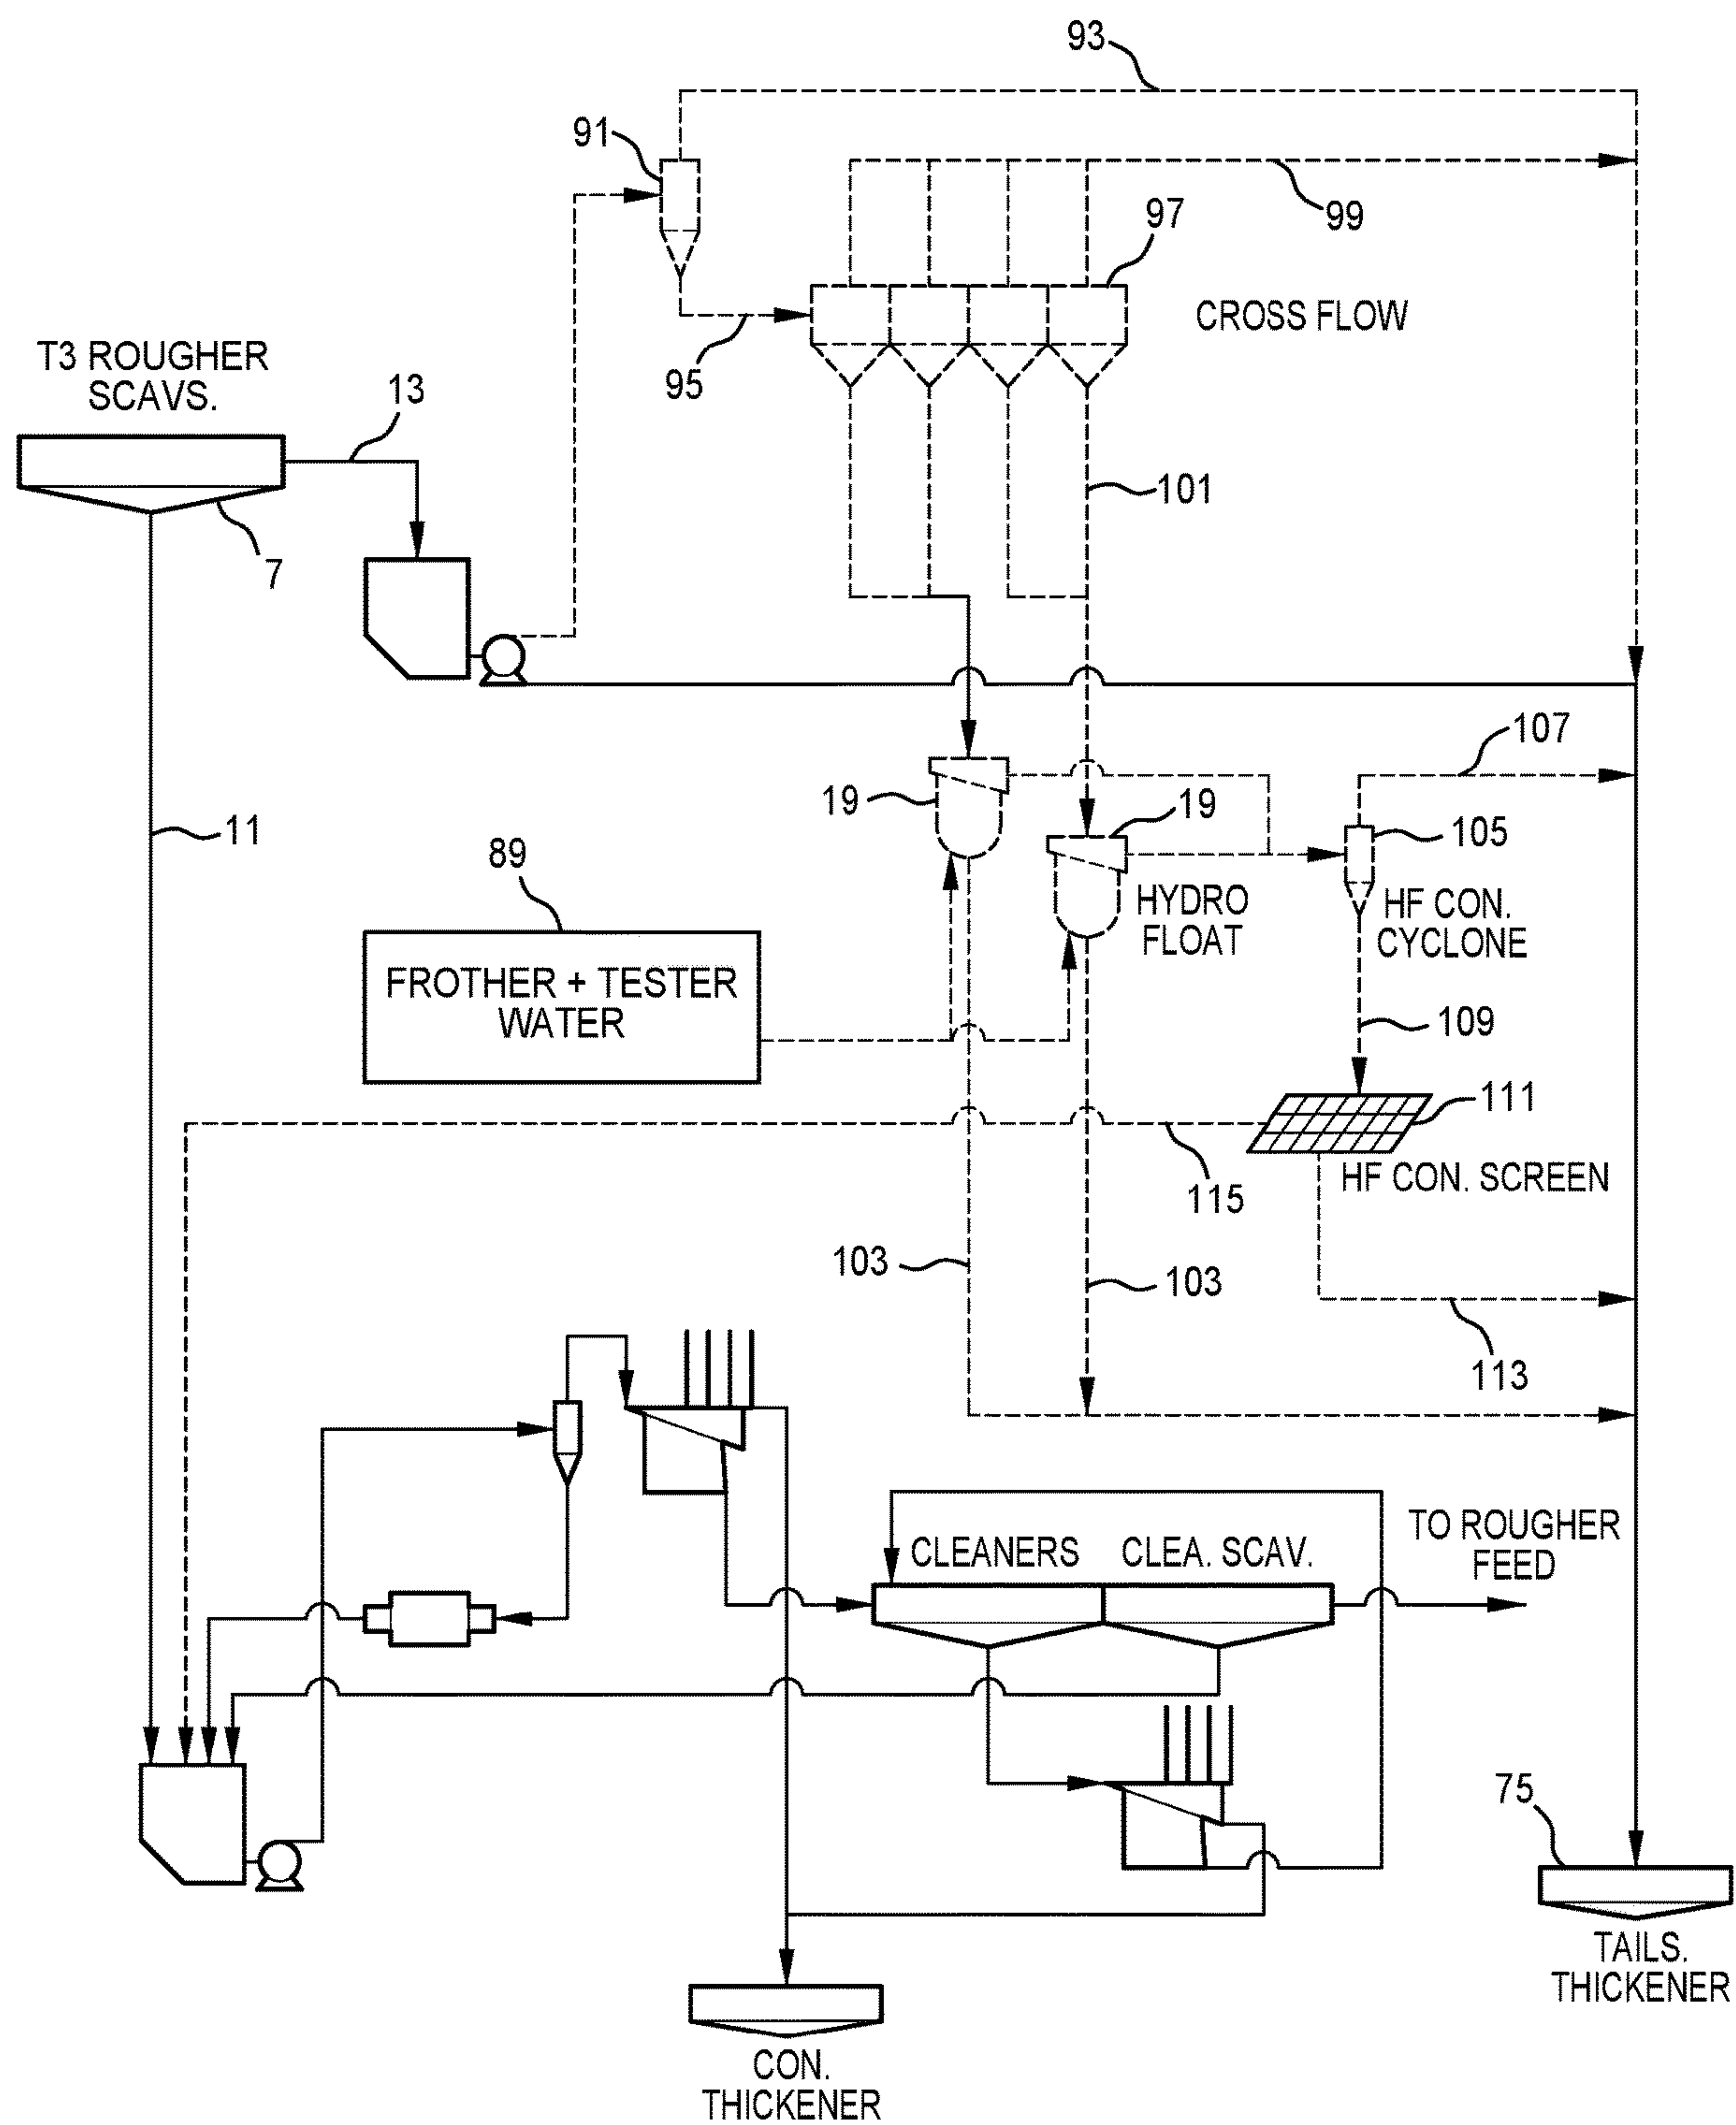 93
91
99
97
CROSS FLOW
95
T3 ROUGHER
SCAVS.
13
7
101
107
19
19
105
11
89
HYDRO
FLOAT
HF CON.
CYCLONE
FROTHER + TESTER
WATER
109
111
HF CON. SCREEN
115
103
103
113
TO ROUGHER
FEED
CLEANERS
CLEA. SCAV.
75
TAILS.
THICKENER
CON.
THICKENER